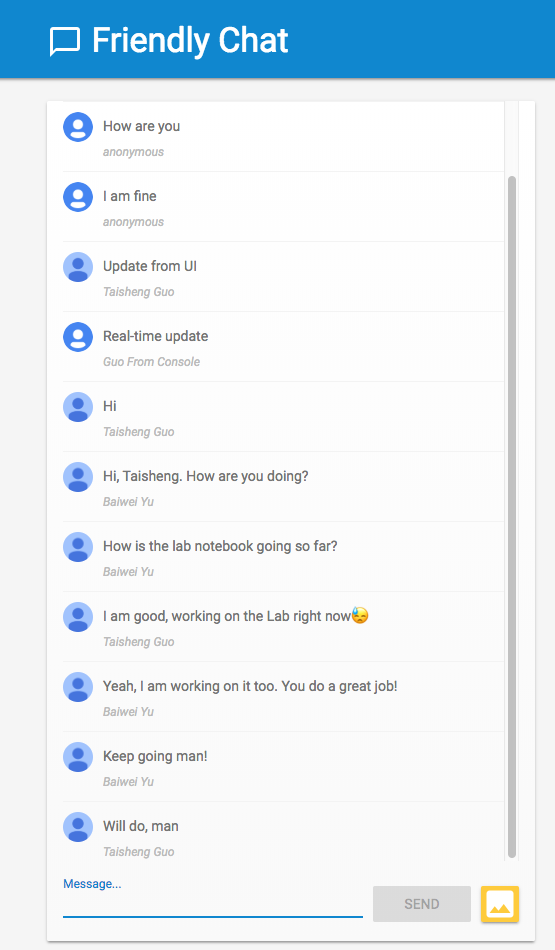 Friendly Chat
How are you
anonymous
I am fine
anonymous
Update from UI
Taisheng Guo
Real-time update
Guo From Console
Hi
Taisheng Guo
Hi, Taisheng. How are you doing?
Baiwei Yu
How is the lab notebook going so far?
Baiwei Yu
I am good, working on the Lab right now😓
Taisheng Guo
Yeah, I am working on it too. You do a great job!
Baiwei Yu
Keep going man!
Baiwei Yu
Will do, man
Taisheng Guo
Message...
SEND